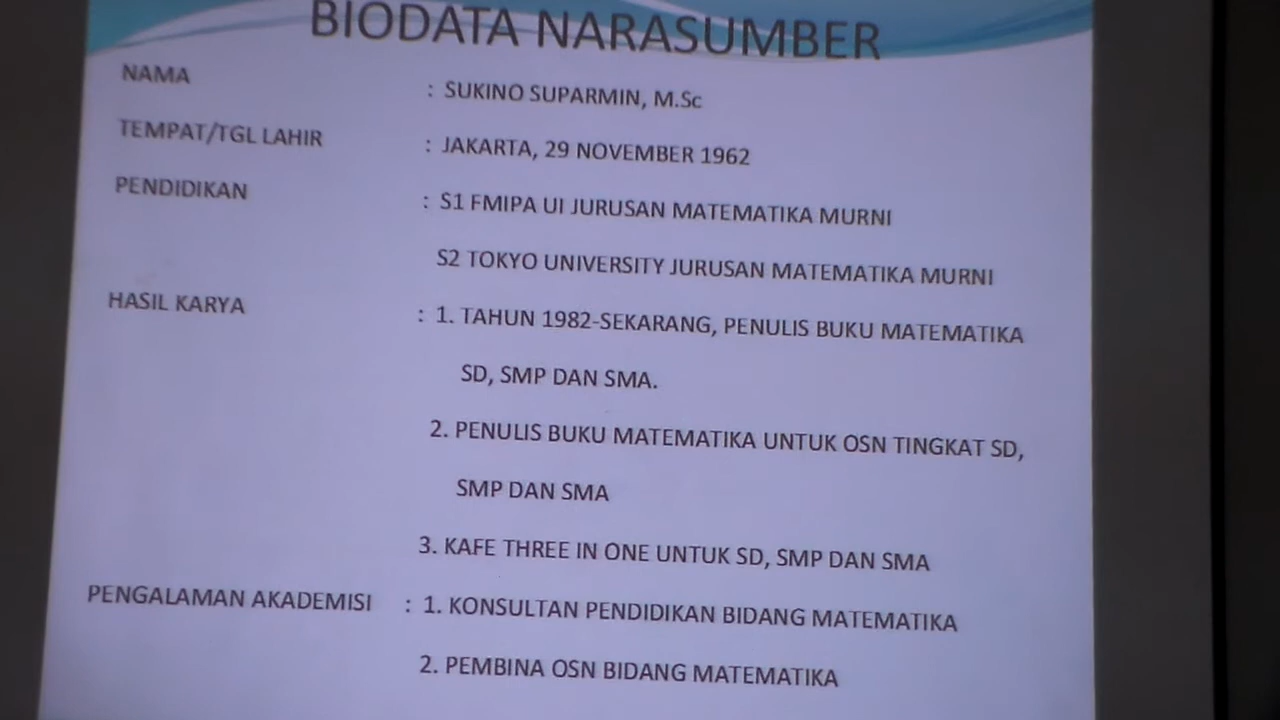 BIODATA NARASUMBER
NAMA : SUKINO SUPARMIN, M.Sc
TEMPAT/TGL LAHIR : JAKARTA, 29 NOVEMBER 1962
PENDIDIKAN : S1 FMIPA UI JURUSAN MATEMATIKA MURNI
S2 TOKYO UNIVERSITY JURUSAN MATEMATIKA MURNI
HASIL KARYA : 1. TAHUN 1982-SEKARANG, PENULIS BUKU MATEMATIKA
SD, SMP DAN SMA.
2. PENULIS BUKU MATEMATIKA UNTUK OSN TINGKAT SD,
SMP DAN SMA
3. KAFE THREE IN ONE UNTUK SD, SMP DAN SMA
PENGALAMAN AKADEMISI : 1. KONSULTAN PENDIDIKAN BIDANG MATEMATIKA
2. PEMBINA OSN BIDANG MATEMATIKA